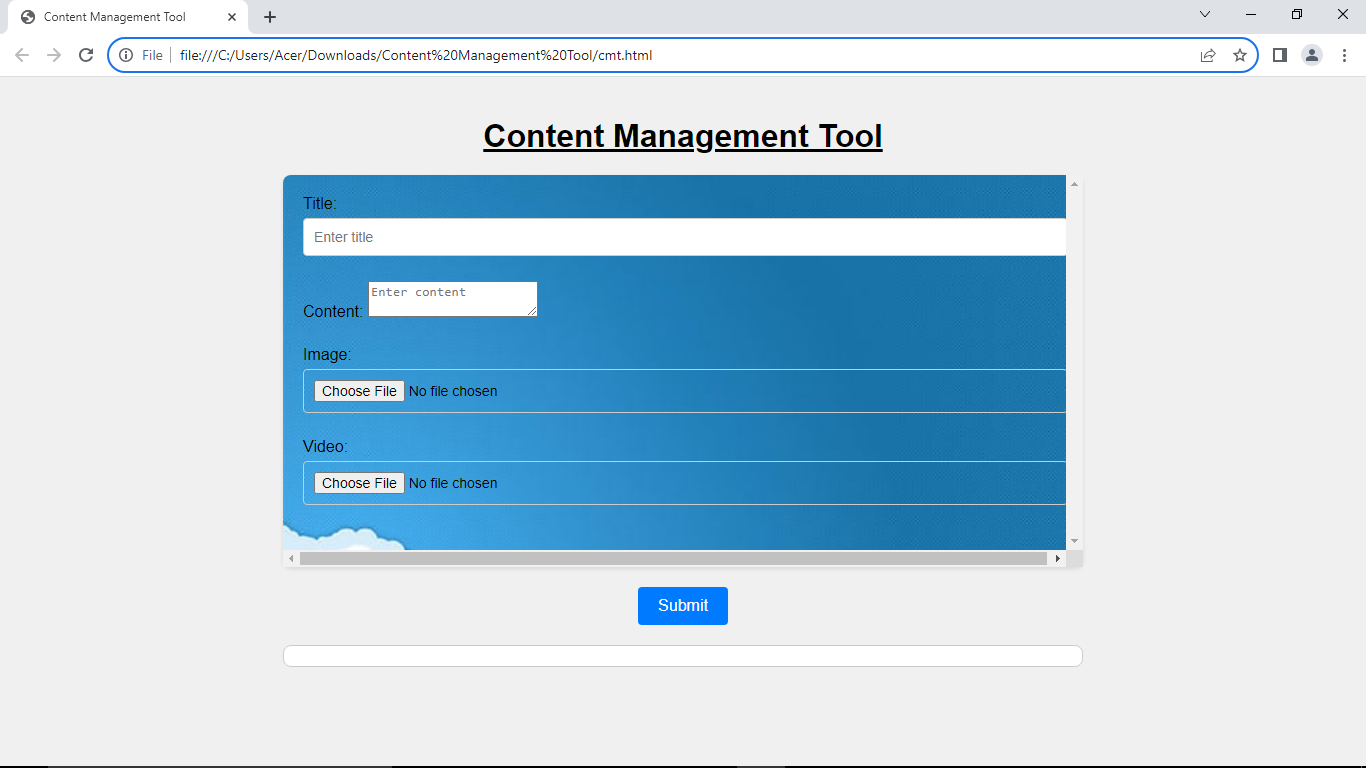 Content Management Tool
File file:///C:/Users/Acer/Downloads/Content%20Management%20Tool/cmt.html
Content Management Tool
Title:
Enter title
Content: Enter content
Image:
Choose File No file chosen
Video:
Choose File No file chosen
Submit